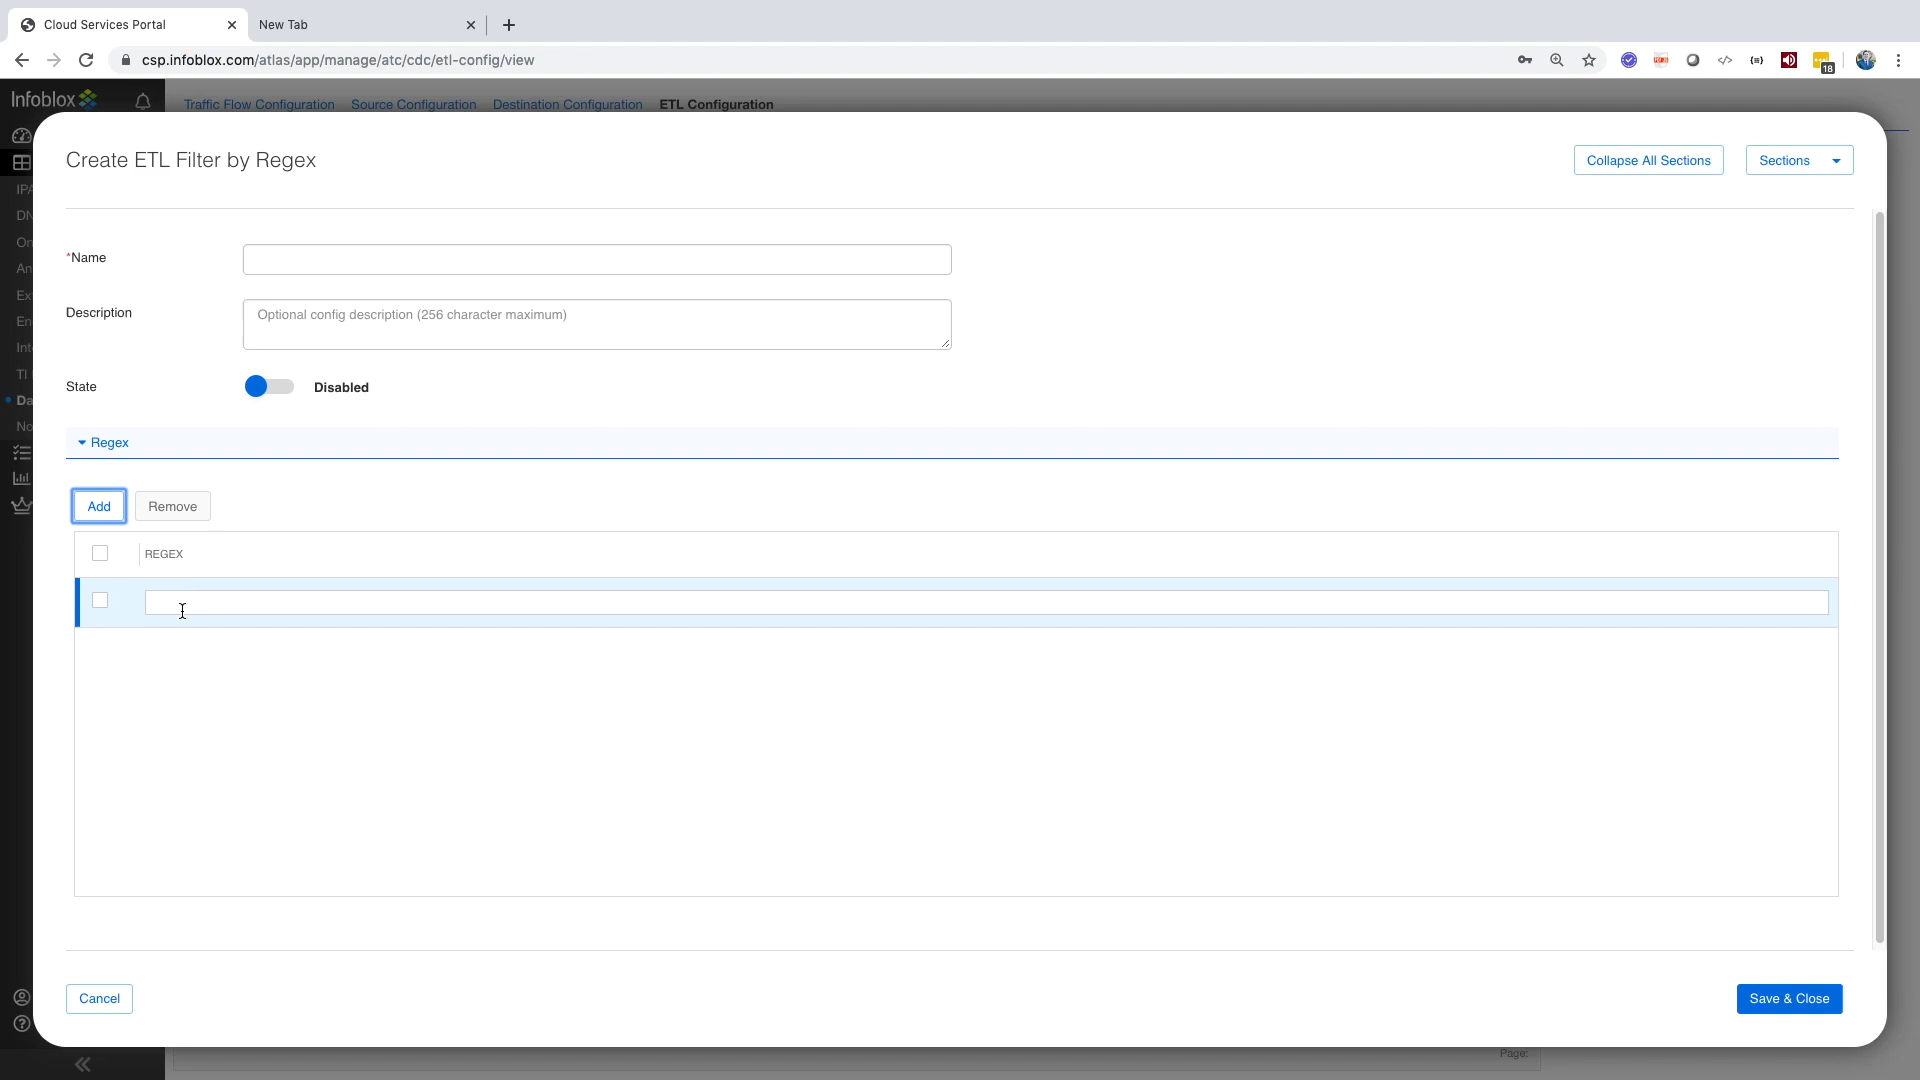 Cloud Services Portal
New Tab
csp.infoblox.com/atlas/app/manage/atc/cdc/etl-config/view
18
Infoblox
Traffic Flow Configuration Source Configuration Destination Configuration ETL Configuration
Create ETL Filter by Regex
Collapse All Sections
Sections
*Name
Description
Optional config description (256 character maximum)
State
Disabled
Regex
Add
Remove
REGEX
Cancel
Save & Close
Page: